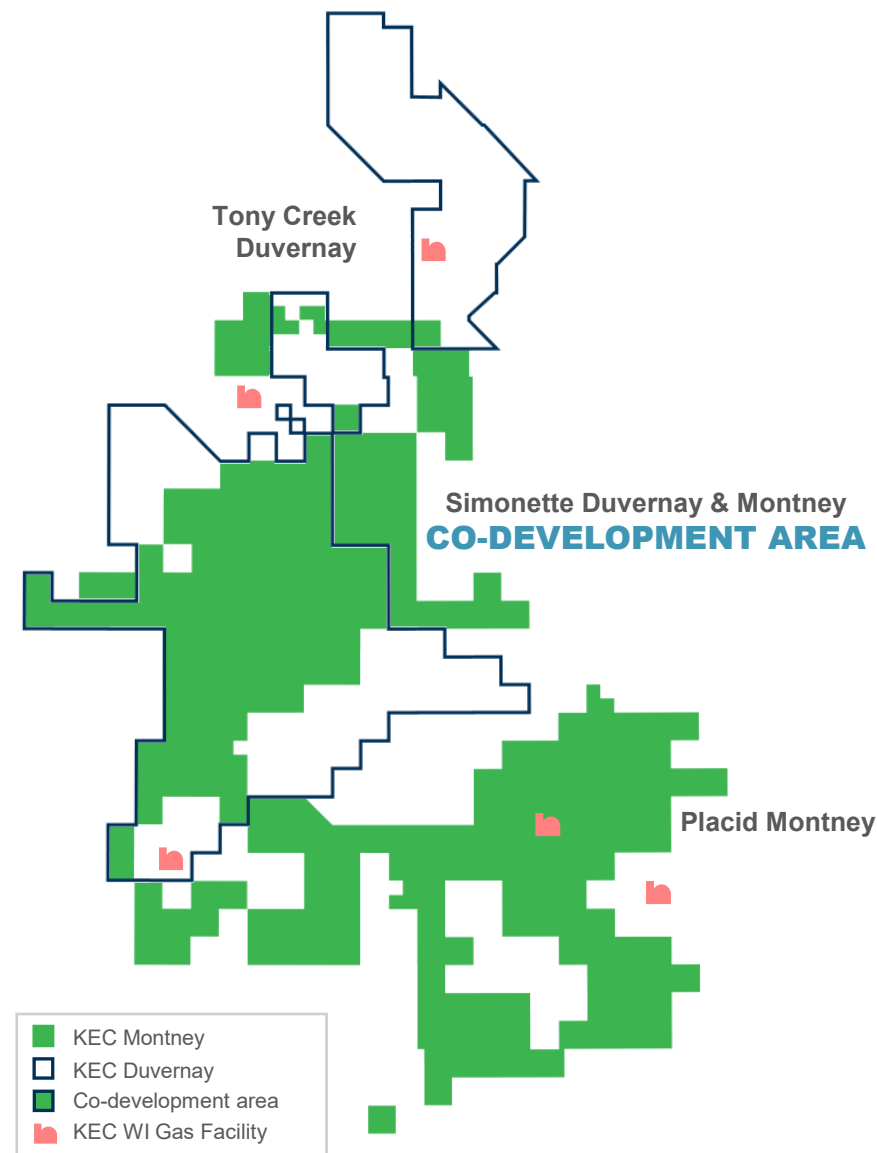 Tony Creek
Duvernay
Simonette Duvernay & Montney
CO-DEVELOPMENT AREA
Placid Montney
KEC Montney
KEC Duvernay
Co-development area
KEC WI Gas Facility